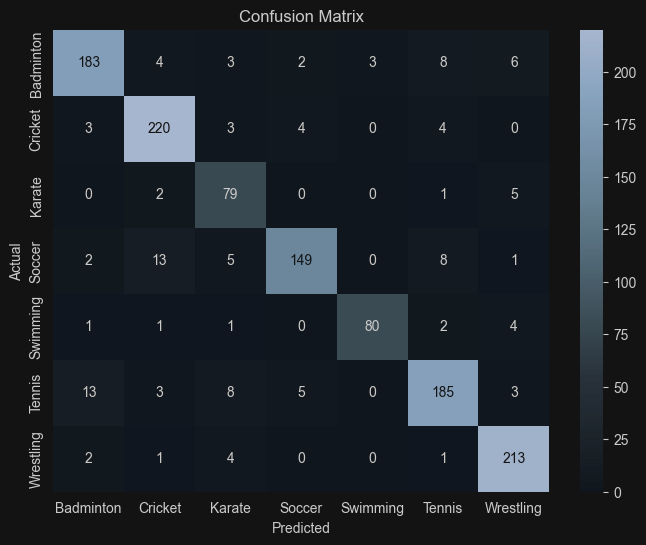 Confusion Matrix
Badminton 183 4 3 2 3 8 6
Cricket 3 220 3 4 0 4 0
Karate 0 2 79 0 0 1 5
Soccer 2 13 5 149 0 8 1
Swimming 1 1 1 0 80 2 4
Tennis 13 3 8 5 0 185 3
Wrestling 2 1 4 0 0 1 213
Actual
Badminton Cricket Karate Soccer Swimming Tennis Wrestling
Predicted
200
175
150
125
100
75
50
25
0